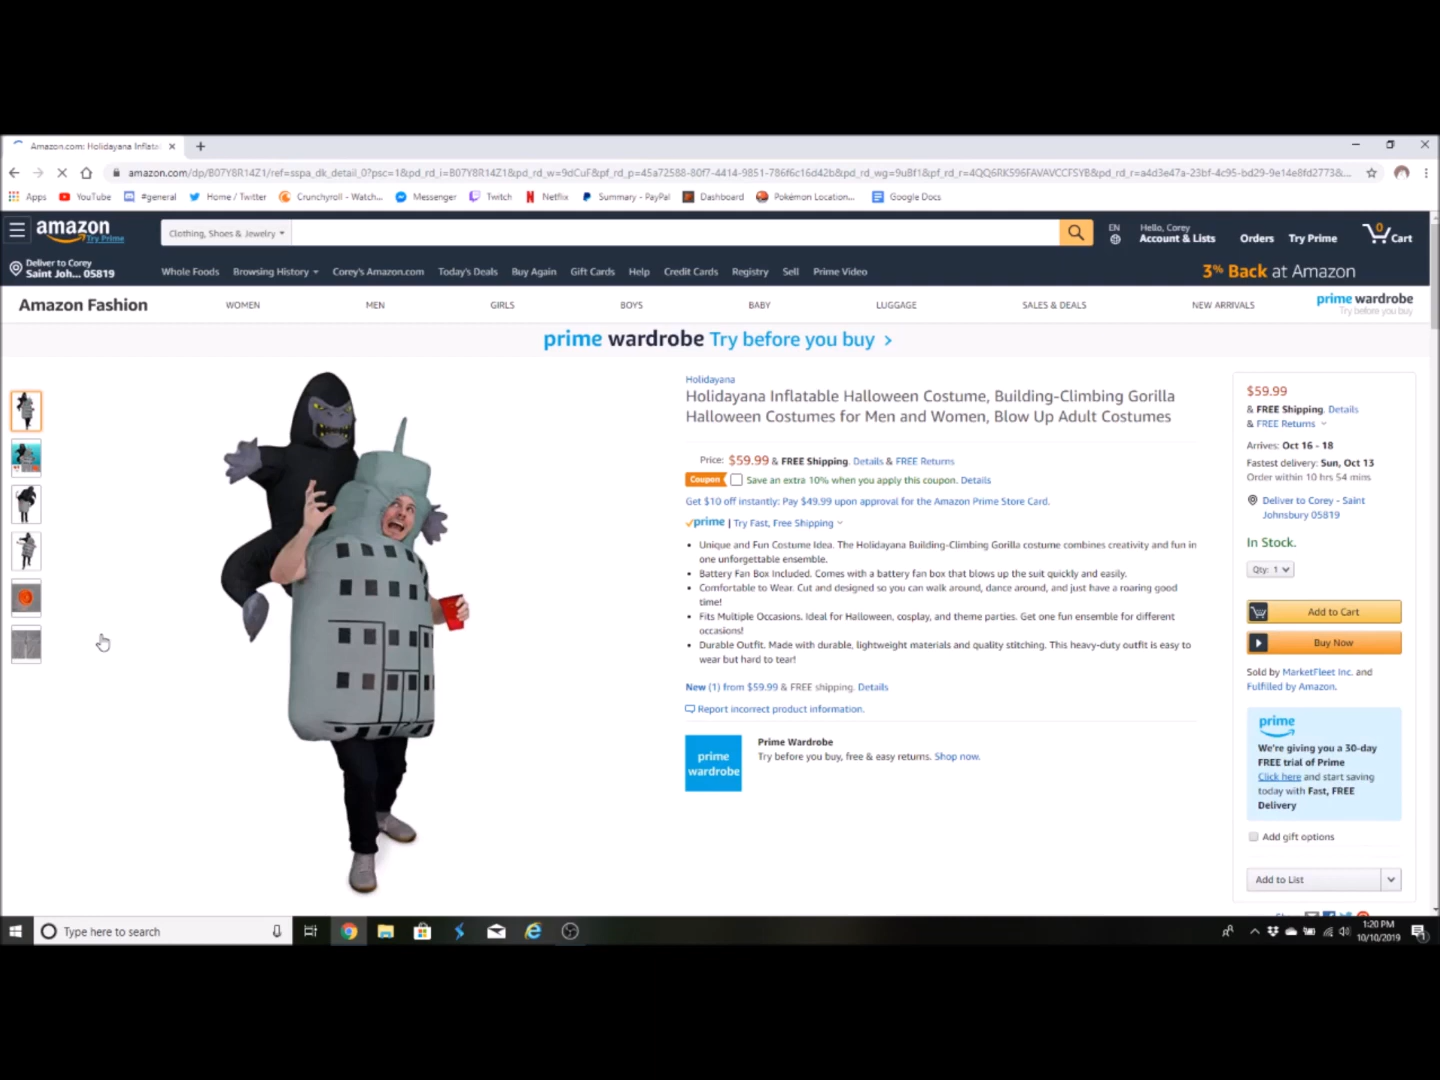 Amazon.com: Holidayana Inflata
amazon.com/dp/B07Y8R14Z1/ref=sspa_dk_detail_0?psc=1&pd_rd_i=B07Y8R14Z1&pd_rd_w=9dCuF&pf_rd_p=45a72588-80f7-4414-9851-786f6c16d42b&pd_rd_wg=9u8f1&pf_rd_r=4QQ6RKS96FAVAVCCFSYB&pd_rd_r=a4d3e47a-23bf-4c95-bd29-9e14e8fd2773&...
Apps YouTube #general Home / Twitter Crunchyroll - Watch... Messenger Twitch Netflix Summary - PayPal Dashboard Pokémon Location... Google Docs
amazon
Try Prime
Clothing, Shoes & Jewelry
EN
Hello, Corey
Account & Lists
Orders
Try Prime
0
Cart
Deliver to Corey
Saint Joh... 05819
Whole Foods Browsing History Corey's Amazon.com Today's Deals Buy Again Gift Cards Help Credit Cards Registry Sell Prime Video
3% Back at Amazon
Amazon Fashion WOMEN MEN GIRLS BOYS BABY LUGGAGE SALES & DEALS NEW ARRIVALS
prime wardrobe
Try before you buy
prime wardrobe Try before you buy >
Holidayana
Holidayana Inflatable Halloween Costume, Building-Climbing Gorilla
Halloween Costumes for Men and Women, Blow Up Adult Costumes
Price: $59.99 & FREE Shipping. Details & FREE Returns
Coupon Save an extra 10% when you apply this coupon. Details
Get $10 off instantly: Pay $49.99 upon approval for the Amazon Prime Store Card.
prime | Try Fast, Free Shipping
• Unique and Fun Costume Idea. The Holidayana Building-Climbing Gorilla costume combines creativity and fun in
one unforgettable ensemble.
• Battery Fan Box Included. Comes with a battery fan box that blows up the suit quickly and easily.
• Comfortable to Wear. Cut and designed so you can walk around, dance around, and just have a roaring good
time!
• Fits Multiple Occasions. Ideal for Halloween, cosplay, and theme parties. Get one fun ensemble for different
occasions!
• Durable Outfit. Made with durable, lightweight materials and quality stitching. This heavy-duty outfit is easy to
wear but hard to tear!
New (1) from $59.99 & FREE shipping. Details
Report incorrect product information.
prime
wardrobe
Prime Wardrobe
Try before you buy, free & easy returns. Shop now.
$59.99
& FREE Shipping. Details
& FREE Returns
Arrives: Oct 16 - 18
Fastest delivery: Sun, Oct 13
Order within 10 hrs 54 mins
Deliver to Corey - Saint
Johnsbury 05819
In Stock.
Qty: 1
Add to Cart
Buy Now
Sold by MarketFleet Inc. and
Fulfilled by Amazon.
prime
We're giving you a 30-day
FREE trial of Prime
Click here and start saving
today with Fast, FREE
Delivery
Add gift options
Add to List
Type here to search
1:20 PM
10/10/2019
1